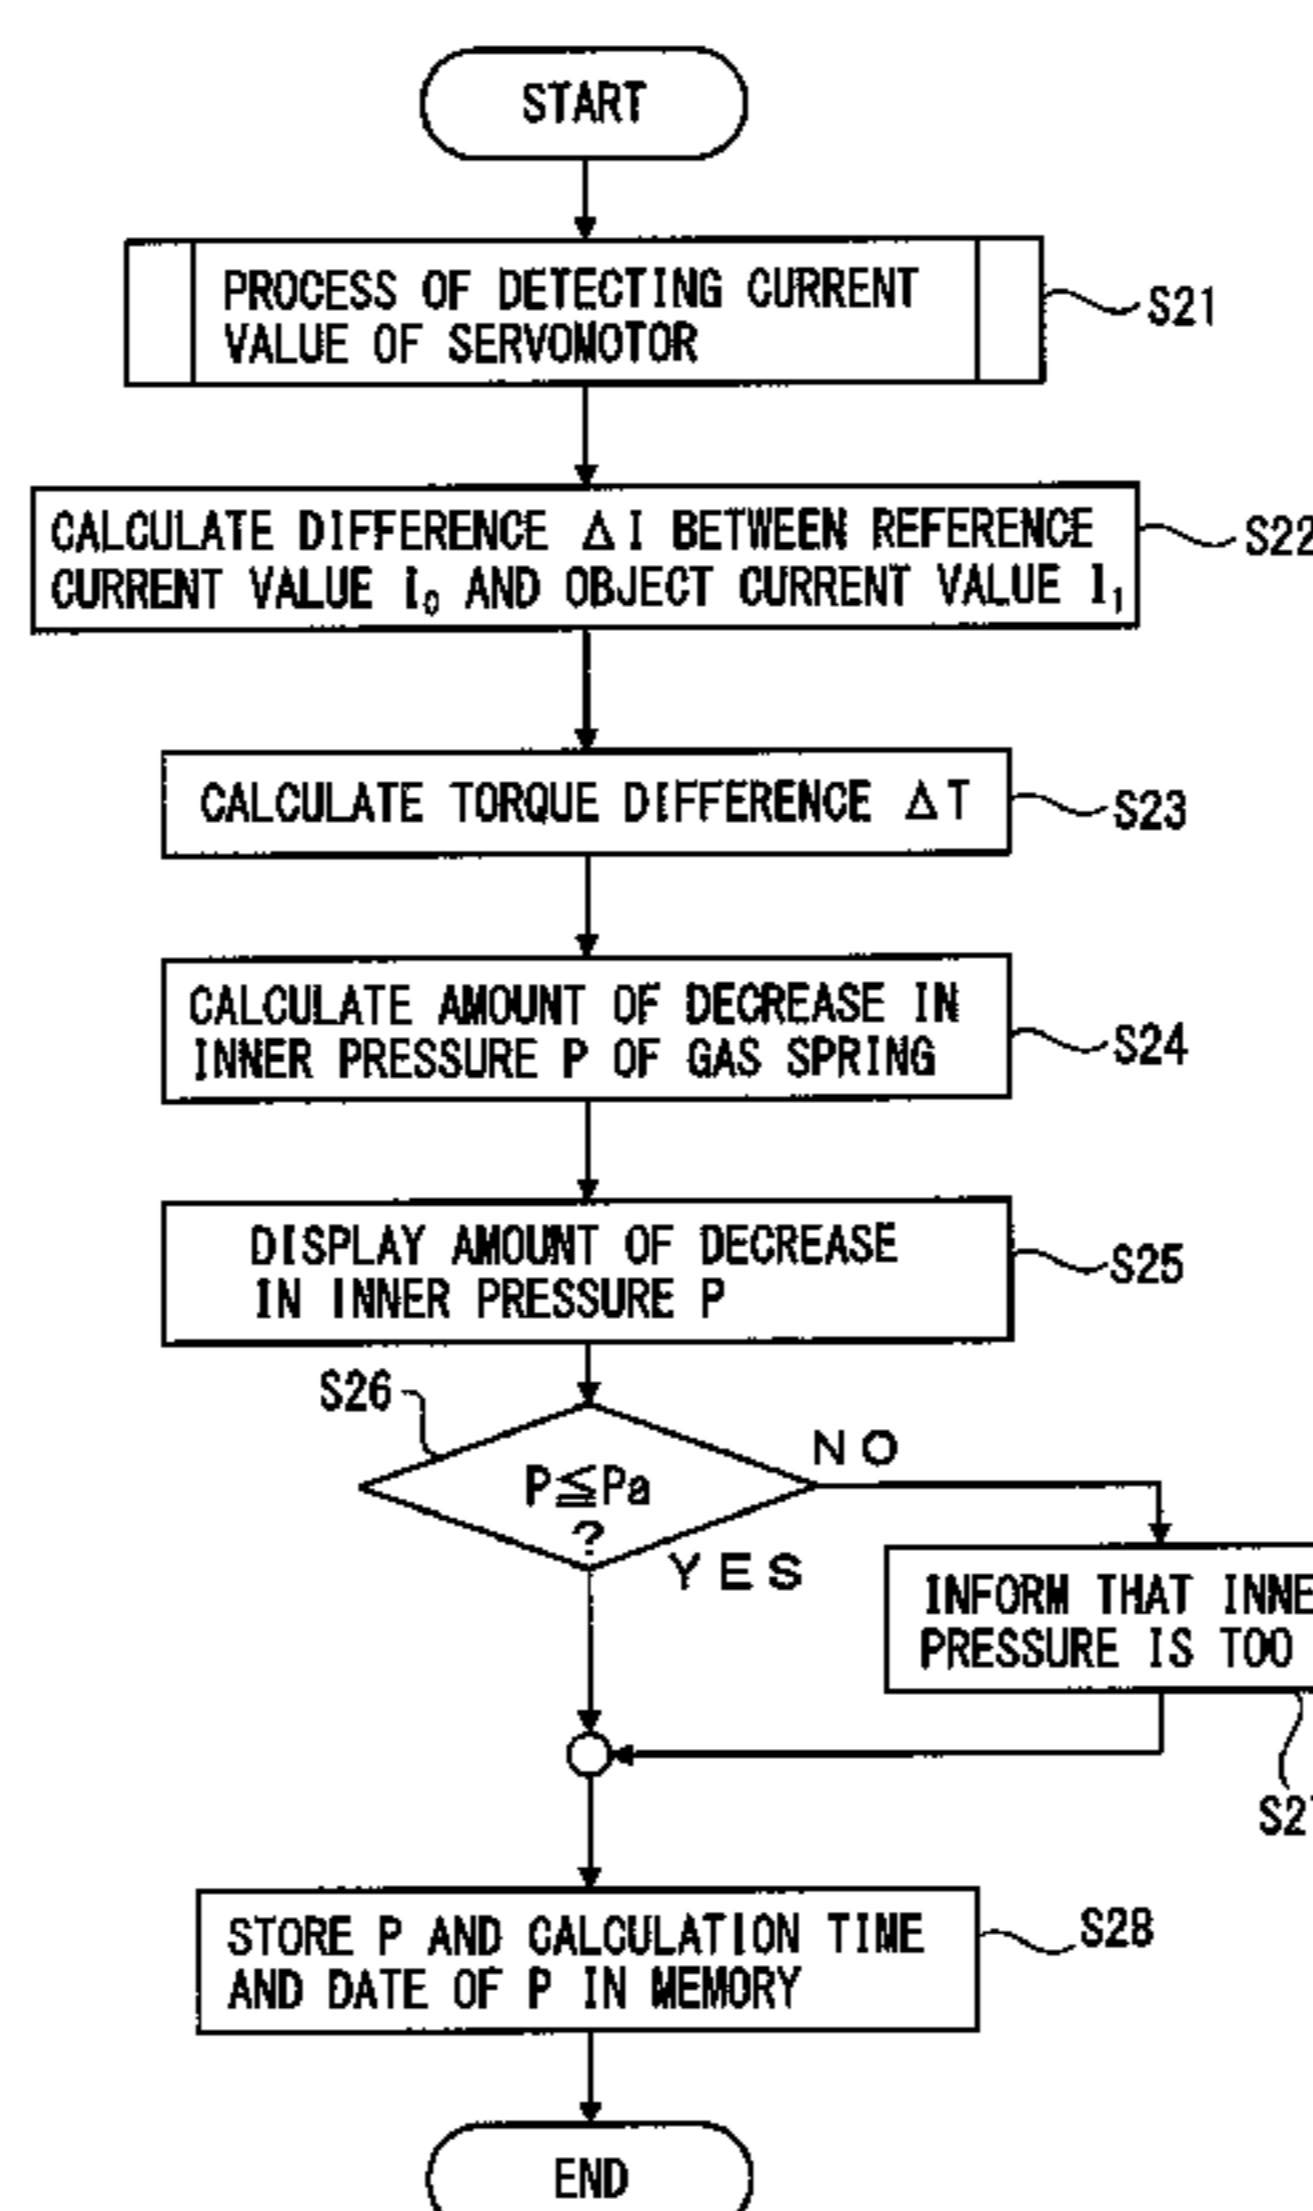 START
PROCESS OF DETECTING CURRENT
VALUE OF SERVOMOTOR
S21
CALCULATE DIFFERENCE ΔI BETWEEN REFERENCE
CURRENT VALUE I₀ AND OBJECT CURRENT VALUE I₁
S22
CALCULATE TORQUE DIFFERENCE ΔT
S23
CALCULATE AMOUNT OF DECREASE IN
INNER PRESSURE P OF GAS SPRING
S24
DISPLAY AMOUNT OF DECREASE
IN INNER PRESSURE P
S25
S26
P≦Pa
?
NO
YES
INFORM THAT INNE
PRESSURE IS TOO
STORE P AND CALCULATION TIME
AND DATE OF P IN MEMORY
S28
END